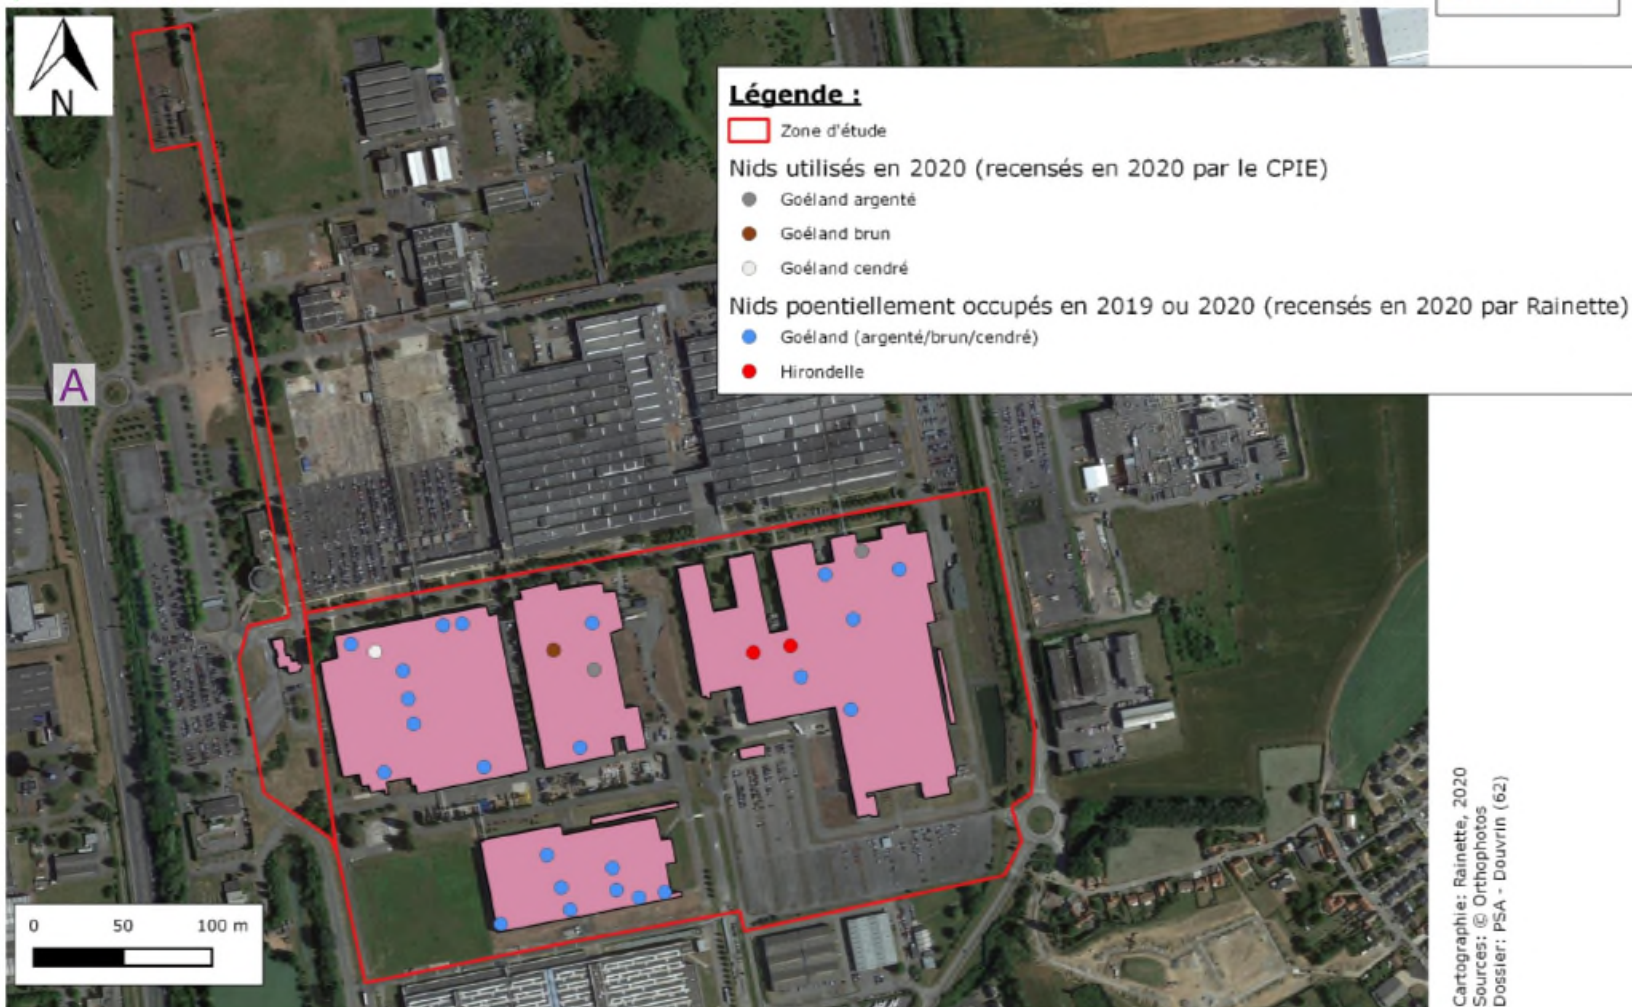 N
Légende :
Zone d'étude
Nids utilisés en 2020 (recensés en 2020 par le CPIE)
Goéland argenté
Goéland brun
Goéland cendré
Nids poentiellement occupés en 2019 ou 2020 (recensés en 2020 par Rainette)
Goéland (argenté/brun/cendré)
Hirondelle
A
0 50 100 m
Cartographie: Rainette, 2020
Sources: © Orthophotos
Dossier: PSA - Douvrin (62)